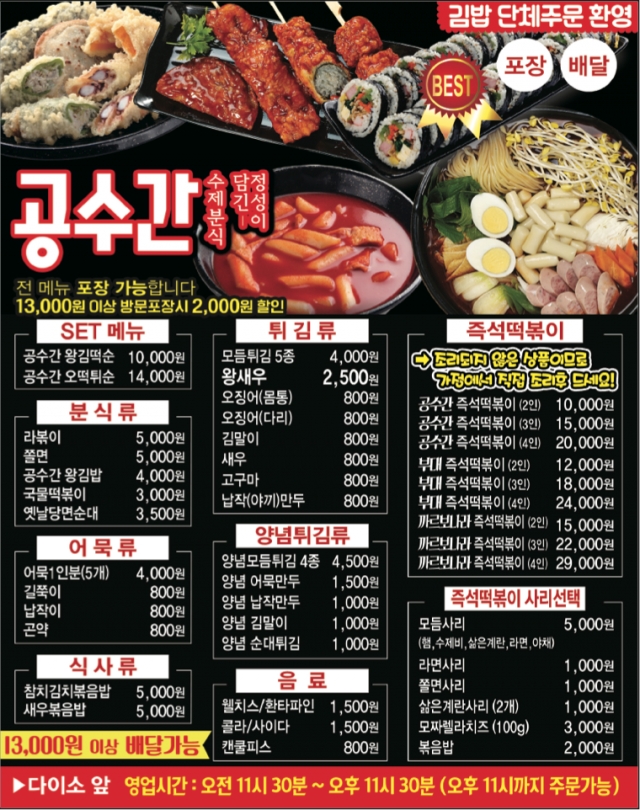 김밥 단체주문 환영
포장
배달
BEST
공수간
정성이
담긴
수제분식
전 메뉴 포장 가능합니다
13,000원 이상 방문포장시 2,000원 할인
SET 메뉴
공수간 왕김떡순 10,000원
공수간 오떡튀순 14,000원
분식류
라볶이 5,000원
쫄면 5,000원
공수간 왕김밥 4,000원
국물떡볶이 3,000원
옛날당면순대 3,500원
어묵류
어묵1인분(5개) 4,000원
길쭉이 800원
납작이 800원
곤약 800원
식사류
참치김치볶음밥 5,000원
새우볶음밥 5,000원
13,000원 이상 배달가능
튀김류
모듬튀김 5종 4,000원
왕새우 2,500원
오징어(몸통) 800원
오징어(다리) 800원
김말이 800원
새우 800원
고구마 800원
납작(야끼)만두 800원
양념튀김류
양념모듬튀김 4종 4,500원
양념 어묵만두 1,500원
양념 납작만두 1,000원
양념 김말이 1,000원
양념 순대튀김 1,000원
음료
웰치스/환타파인 1,500원
콜라/사이다 1,500원
캔쿨피스 800원
즉석떡볶이
➡ 조리되지 않은 상품이므로
가정에서 직접 조리후 드세요!
공수간 즉석떡볶이 (2인) 10,000원
공수간 즉석떡볶이 (3인) 15,000원
공수간 즉석떡볶이 (4인) 20,000원
부대 즉석떡볶이 (2인) 12,000원
부대 즉석떡볶이 (3인) 18,000원
부대 즉석떡볶이 (4인) 24,000원
까르보나라 즉석떡볶이 (2인) 15,000원
까르보나라 즉석떡볶이 (3인) 22,000원
까르보나라 즉석떡볶이 (4인) 29,000원
즉석떡볶이 사리선택
모듬사리 5,000원
(햄,수제비,삶은계란,라면,야채)
라면사리 1,000원
쫄면사리 1,000원
삶은계란사리 (2개) 1,000원
모짜렐라치즈 (100g) 3,000원
볶음밥 2,000원
▶다이소 앞 영업시간 : 오전 11시 30분 ~ 오후 11시 30분 (오후 11시까지 주문가능)